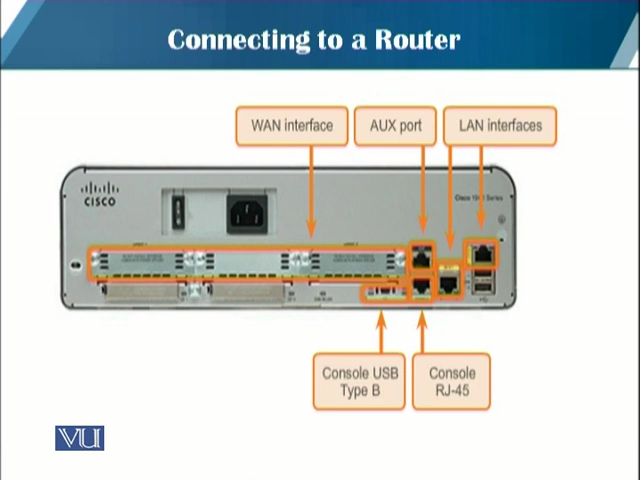 Connecting to a Router
WAN interface
AUX port
LAN interfaces
CISCO
Console USB
Type B
Console
RJ-45
VU